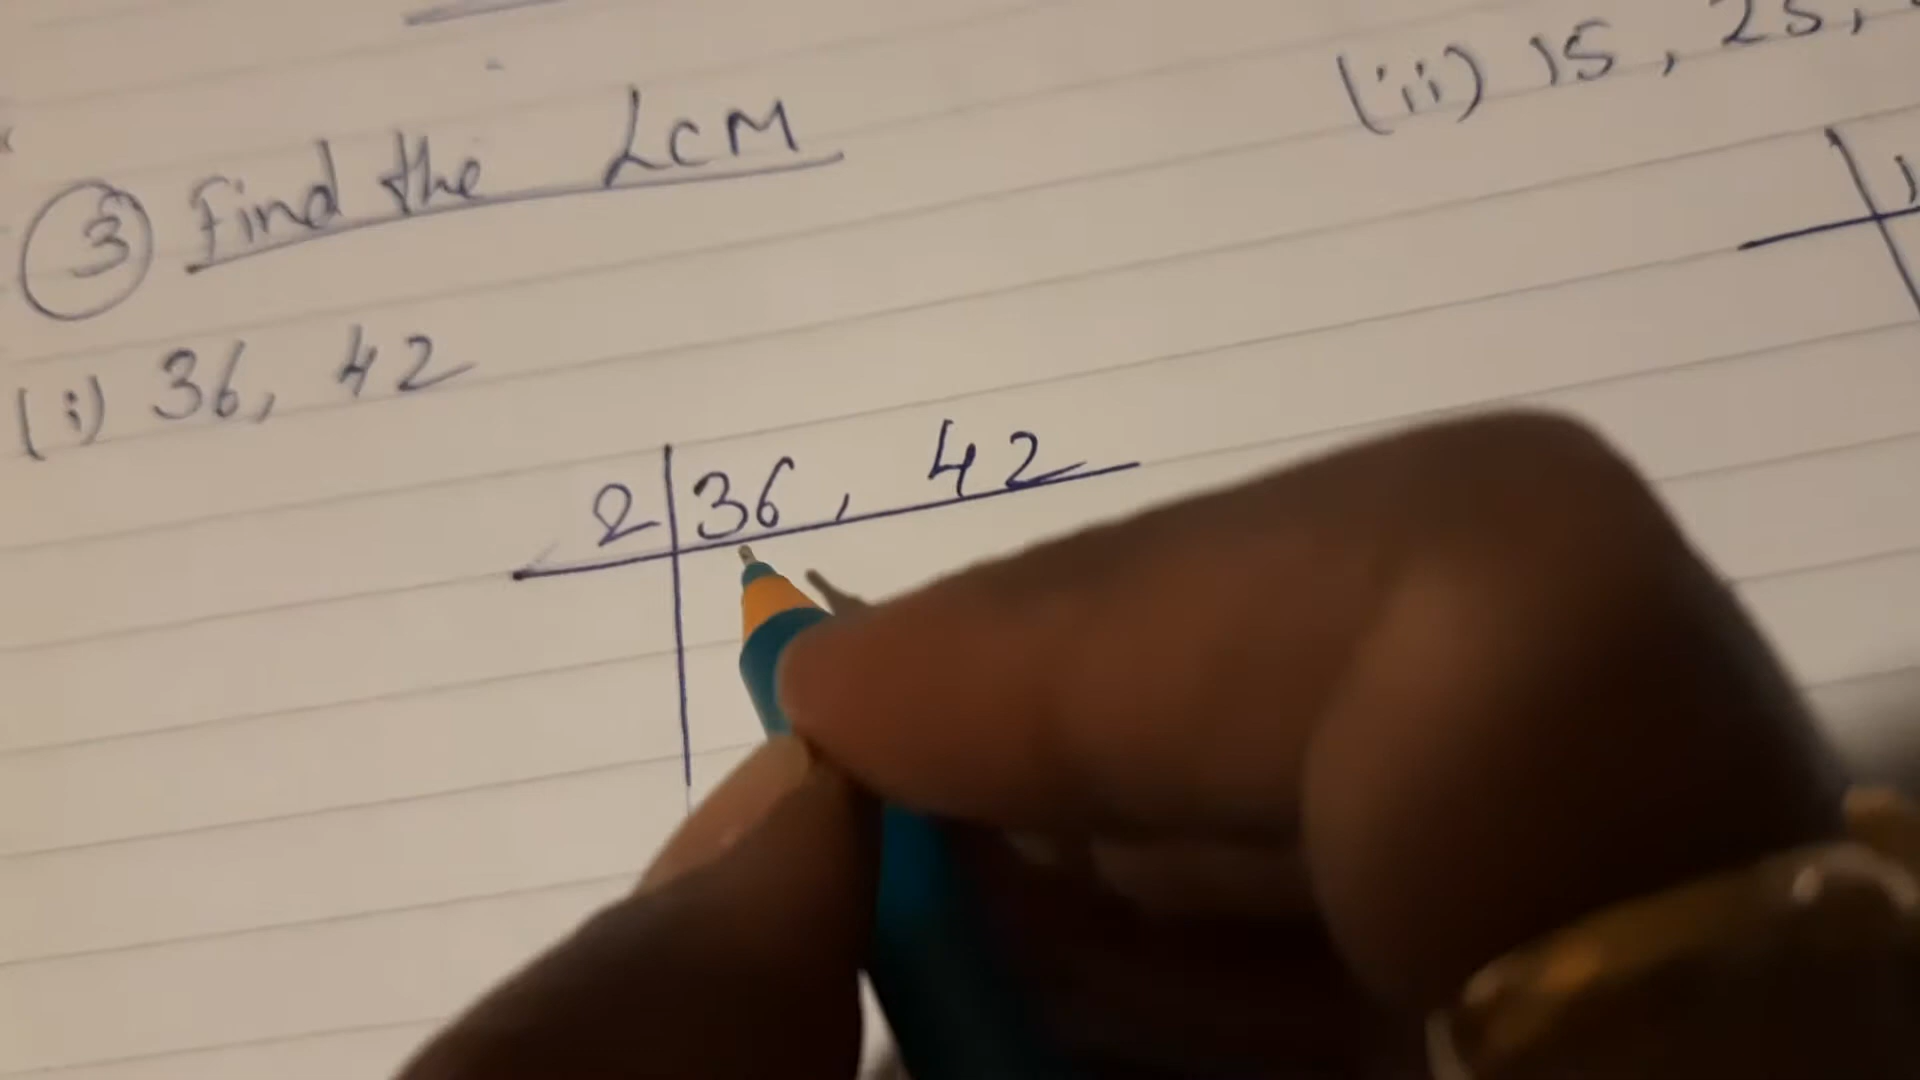 ③ Find the LCM
(i) 36, 42
2 36, 42
(ii) 15, 25,